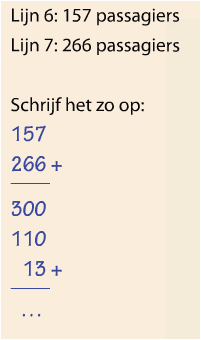 Lijn 6: 157 passagiers
Lijn 7: 266 passagiers
Schrijf het zo op:
157
266 +
300
110
13 +
...